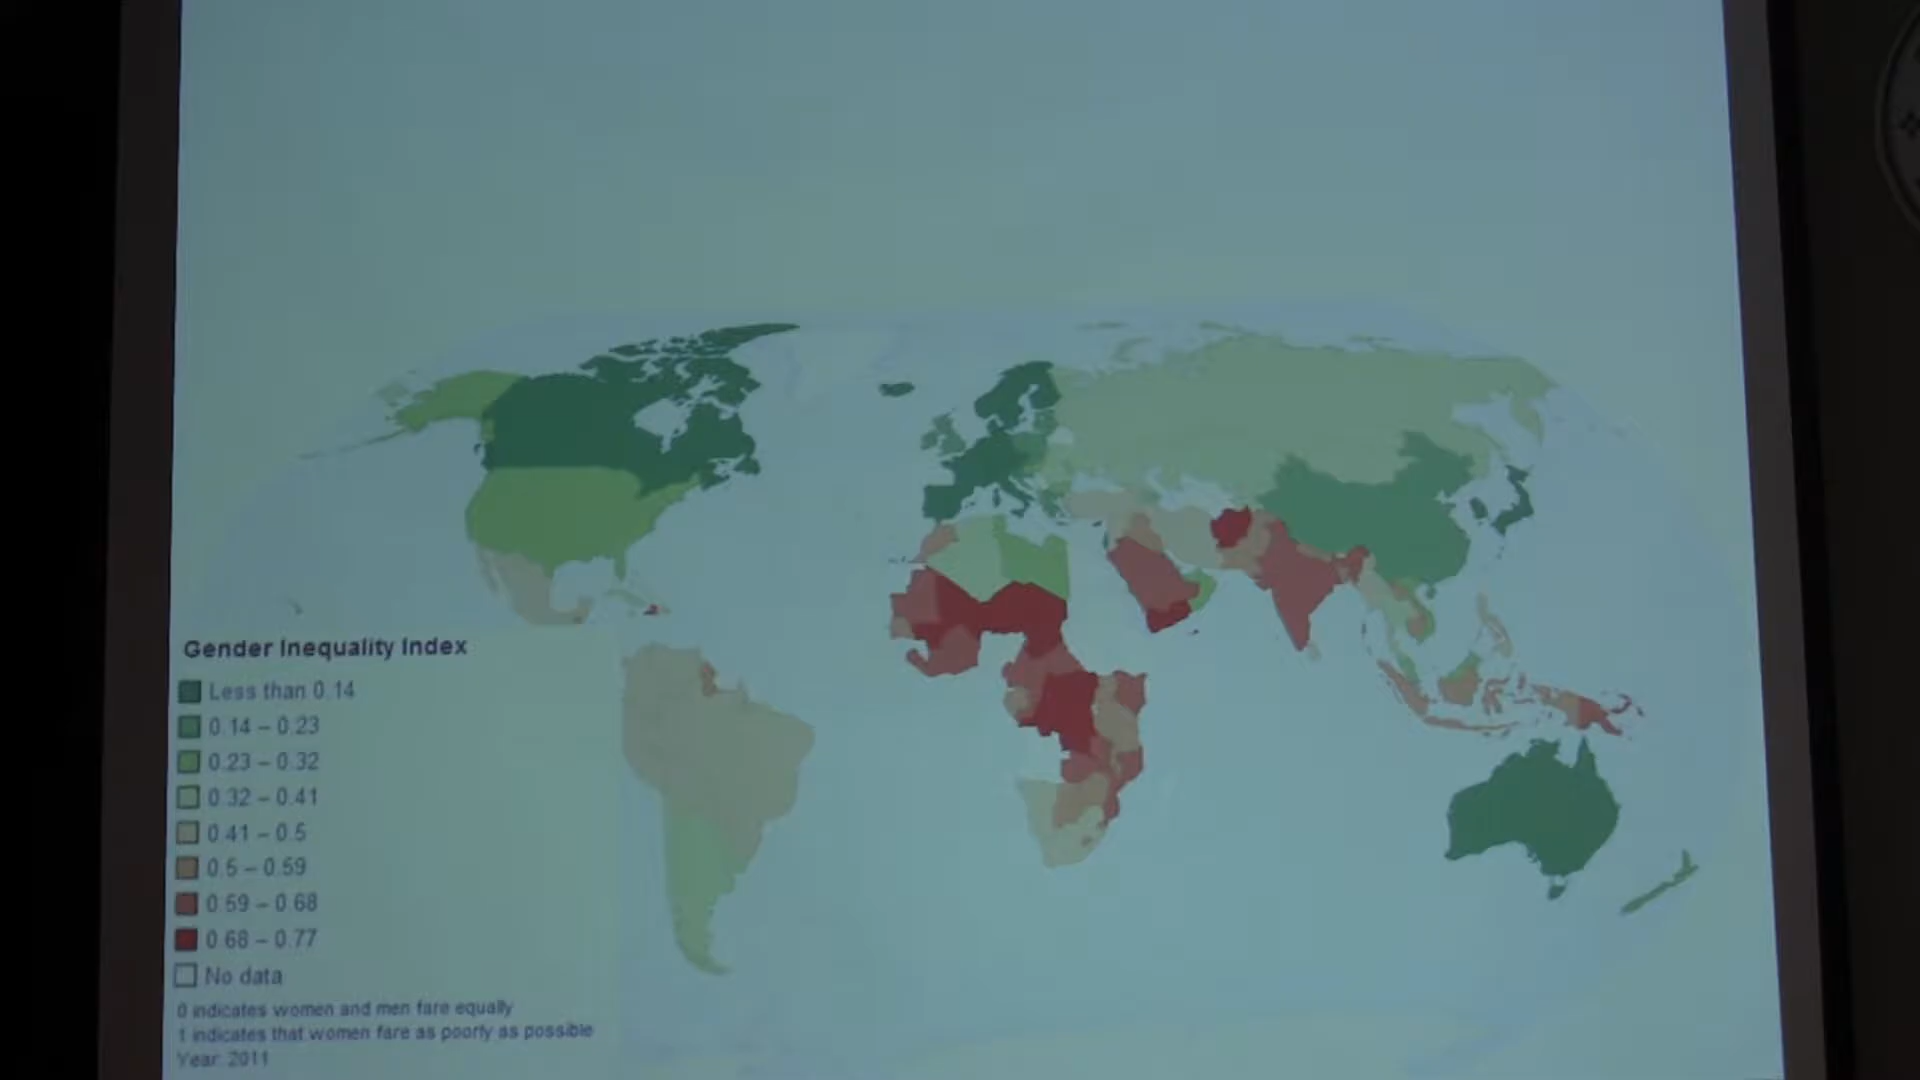 Gender Inequality Index
Less than 0.14
0.14 – 0.23
0.23 – 0.32
0.32 – 0.41
0.41 – 0.5
0.5 – 0.59
0.59 – 0.68
0.68 – 0.77
No data
0 indicates women and men fare equally
1 indicates that women fare as poorly as possible
Year: 2011